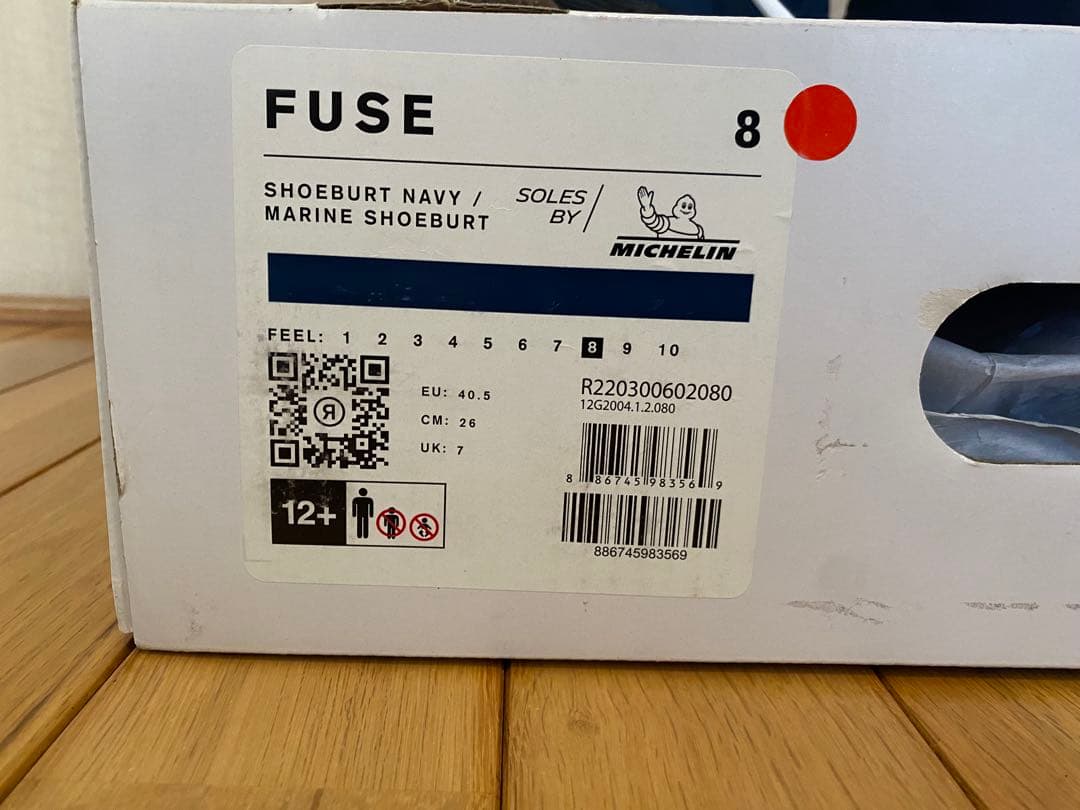 FUSE
8
SHOEBURT NAVY /
MARINE SHOEBURT
SOLES
BY /
MICHELIN
FEEL: 1 2 3 4 5 6 7 8 9 10
R
EU: 40.5
CM: 26
UK: 7
12+
R220300602080
12G2004.1.2.080
8 86745 98356 9
886745983569